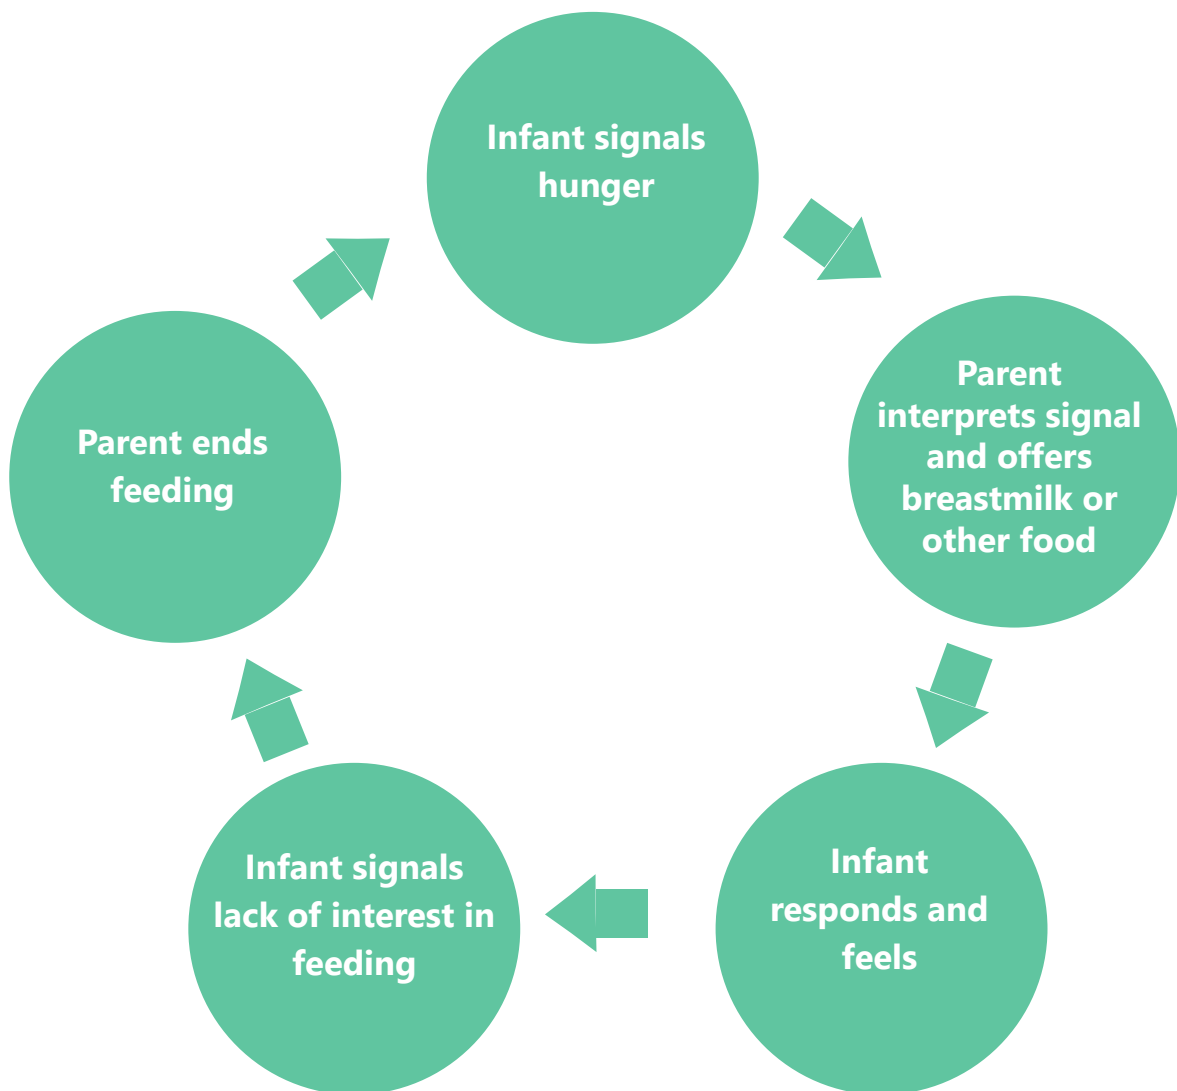 Infant signals
hunger
Parent
interprets signal
and offers
breastmilk or
other food
Infant
responds and
feels
Infant signals
lack of interest in
feeding
Parent ends
feeding